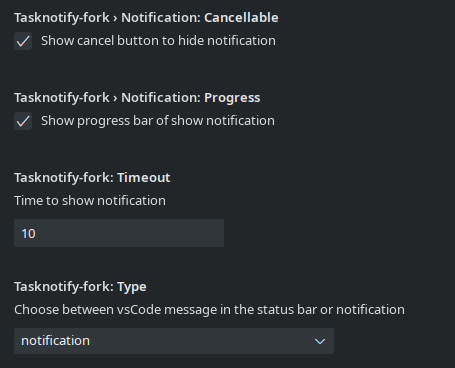 Tasknotify-fork › Notification: Cancellable
Show cancel button to hide notification
Tasknotify-fork › Notification: Progress
Show progress bar of show notification
Tasknotify-fork: Timeout
Time to show notification
10
Tasknotify-fork: Type
Choose between vsCode message in the status bar or notification
notification